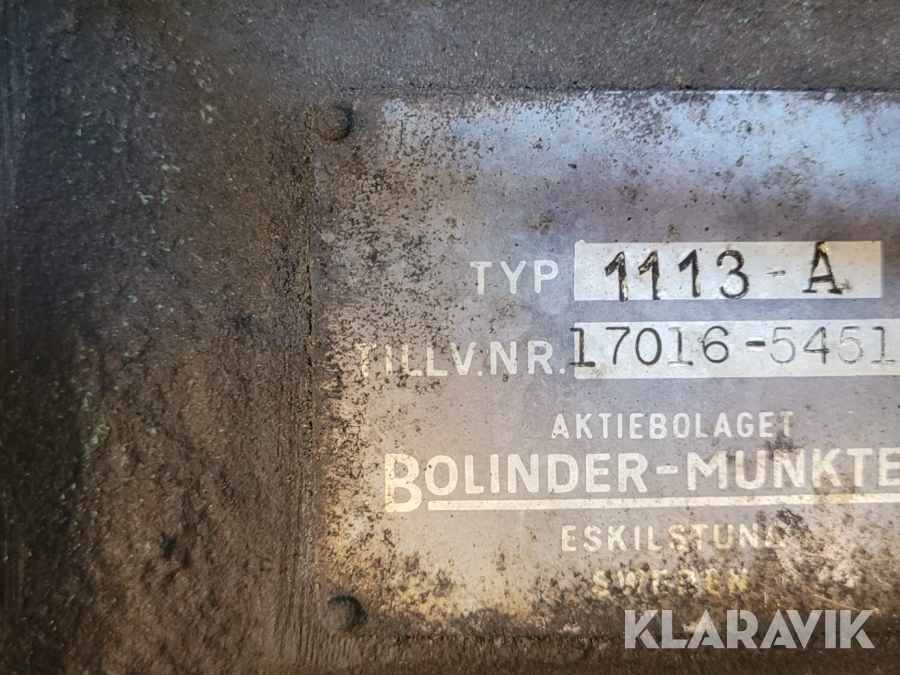 TYP 1113-A
TILLV.NR. 17016-5451
AKTIEBOLAGET
BOLINDER-MUNKTE
ESKILSTUNA
SWEDEN
KLARAVIK